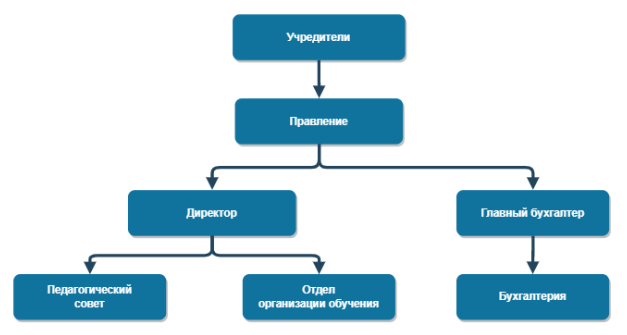 Учредители
Правление
Директор
Главный бухгалтер
Педагогический
совет
Отдел
организации обучения
Бухгалтерия